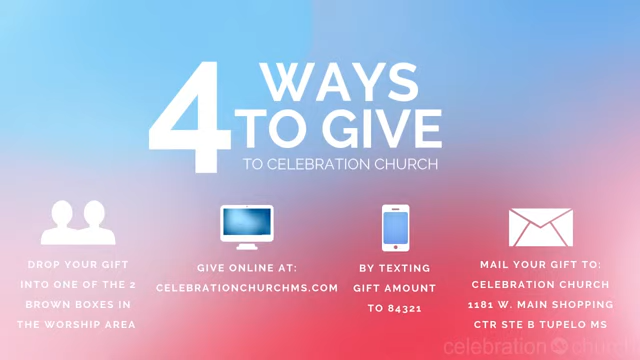 4 WAYS
TO GIVE
TO CELEBRATION CHURCH
DROP YOUR GIFT
INTO ONE OF THE 2
BROWN BOXES IN
THE WORSHIP AREA
GIVE ONLINE AT:
CELEBRATIONCHURCHMS.COM
BY TEXTING
GIFT AMOUNT
TO 84321
MAIL YOUR GIFT TO:
CELEBRATION CHURCH
1181 W. MAIN SHOPPING
CTR STE B TUPELO MS
celebration church